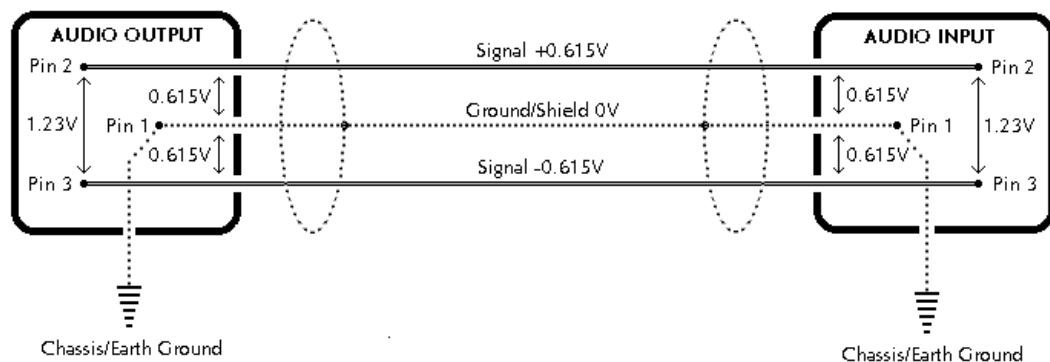 AUDIO OUTPUT
Signal +0.615V
AUDIO INPUT
Pin 2
Pin 2
0.615V
0.615V
Ground/Shield 0V
1.23V
Pin 1
Pin 1
1.23V
0.615V
0.615V
Signal -0.615V
Pin 3
Pin 3
Chassis/Earth Ground
Chassis/Earth Ground